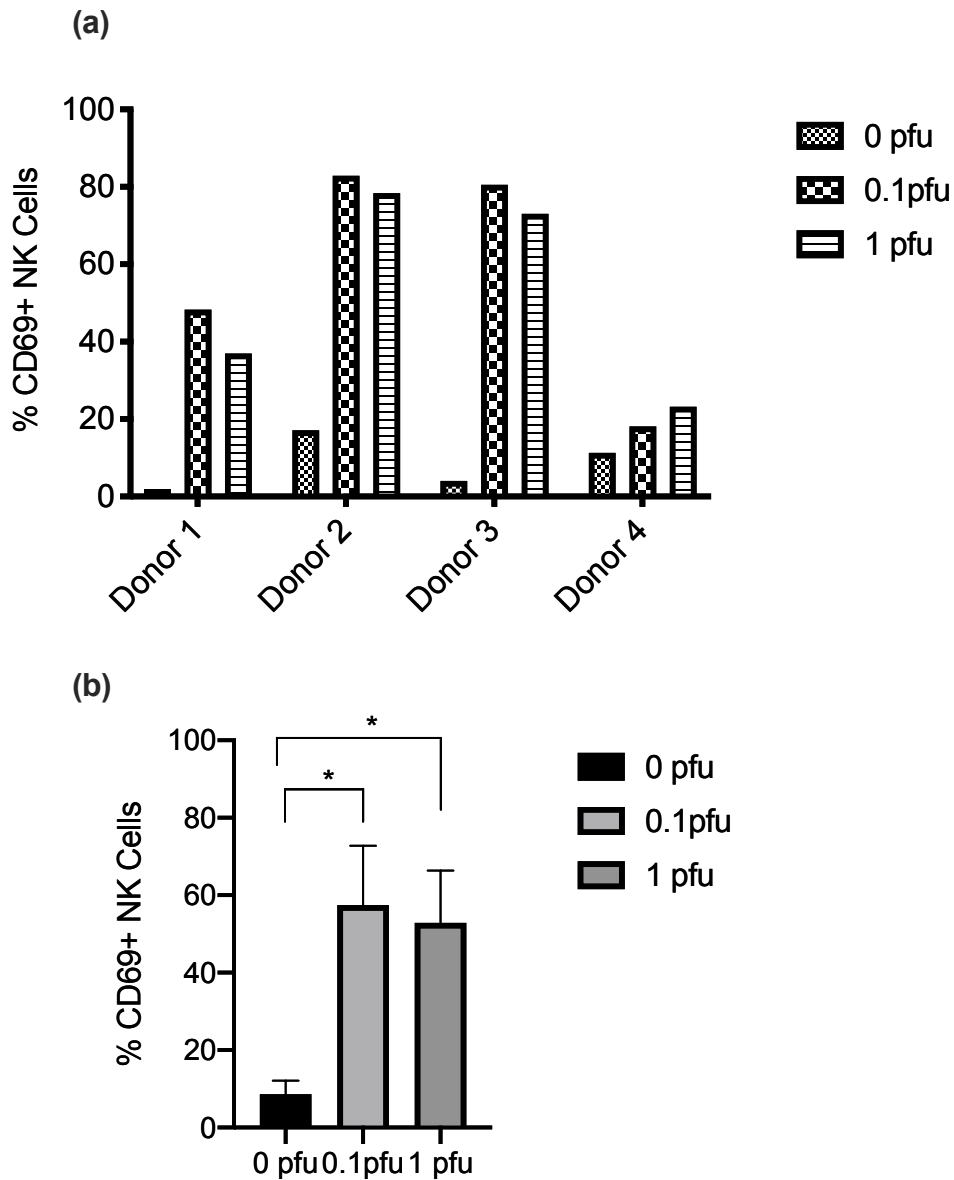 (a)
% CD69+ NK Cells
100
80
60
40
20
0
Donor 1
Donor 2
Donor 3
Donor 4
0 pfu
0.1pfu
1 pfu
(b)
% CD69+ NK Cells
100
80
60
40
20
0
*
*
0 pfu 0.1pfu 1 pfu
0 pfu
0.1pfu
1 pfu